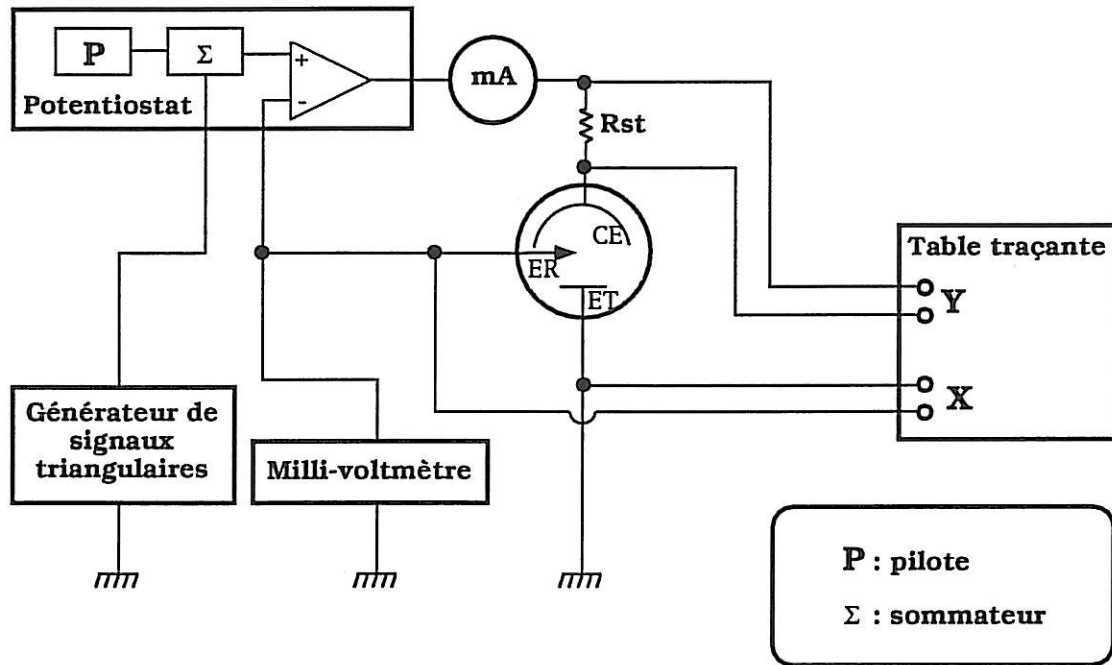 P
Σ
+
-
Potentiostat
mA
Rst
CE
ER
ET
Table traçante
Y
X
Générateur de
signaux
triangulaires
Milli-voltmètre
P : pilote
Σ : sommateur